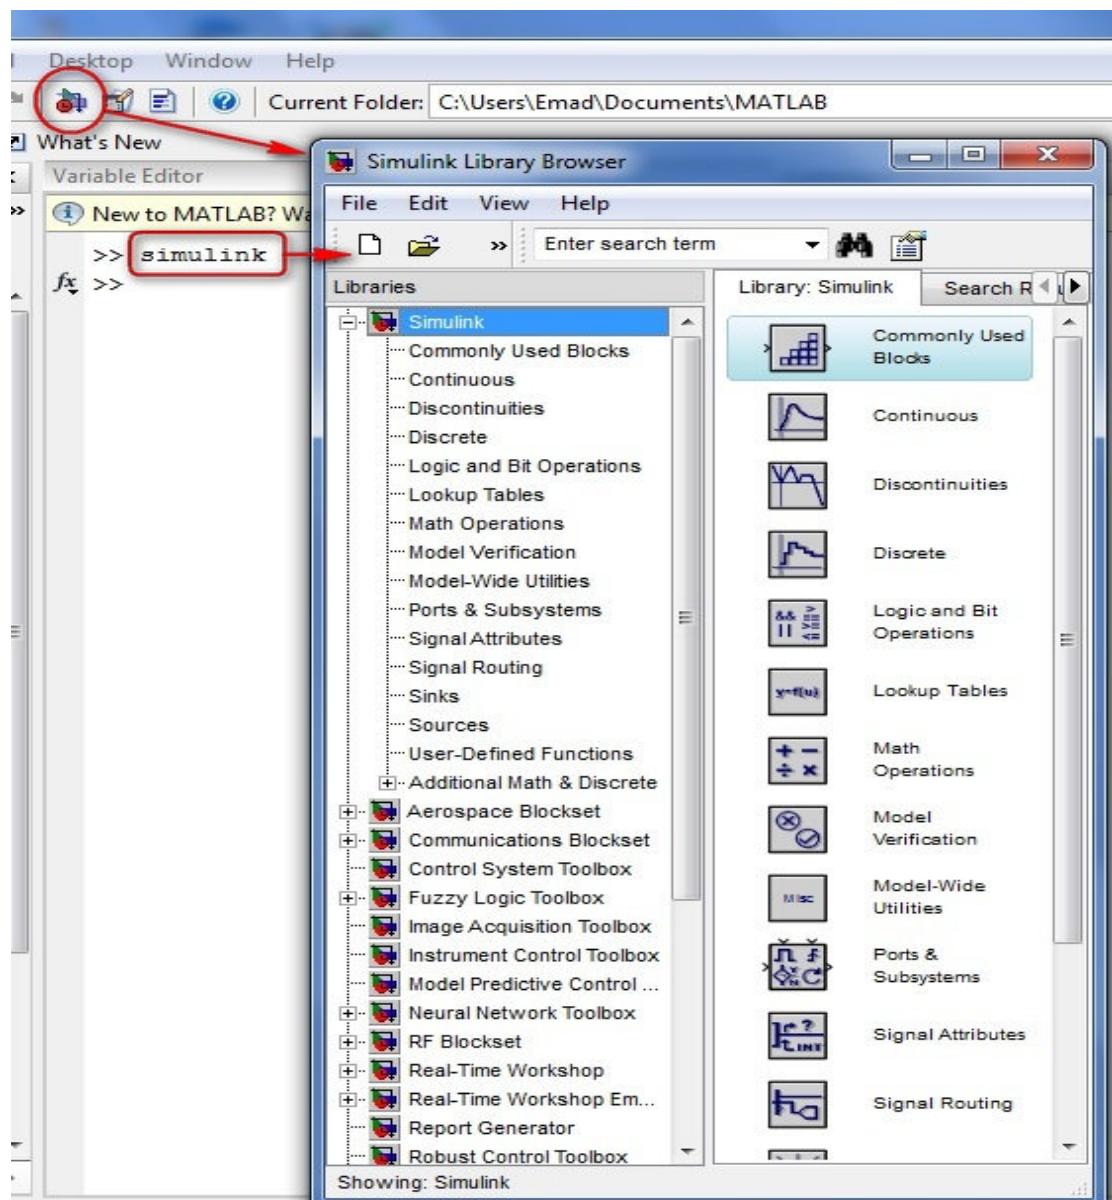 Desktop Window Help
Current Folder: C:\Users\Emad\Documents\MATLAB
What's New
Variable Editor
New to MATLAB?
>> simulink
fx >>
Simulink Library Browser
File Edit View Help
» Enter search term
Libraries
Simulink
Commonly Used Blocks
Continuous
Discontinuities
Discrete
Logic and Bit Operations
Lookup Tables
Math Operations
Model Verification
Model-Wide Utilities
Ports & Subsystems
Signal Attributes
Signal Routing
Sinks
Sources
User-Defined Functions
Additional Math & Discrete
Aerospace Blockset
Communications Blockset
Control System Toolbox
Fuzzy Logic Toolbox
Image Acquisition Toolbox
Instrument Control Toolbox
Model Predictive Control ...
Neural Network Toolbox
RF Blockset
Real-Time Workshop
Real-Time Workshop Em...
Report Generator
Robust Control Toolbox
Library: Simulink Search R
Commonly Used
Blocks
Continuous
Discontinuities
Discrete
&& || > >= <=
Logic and Bit
Operations
y=f(u)
Lookup Tables
+ − ÷ ×
Math
Operations
Model
Verification
Misc
Model-Wide
Utilities
Ports &
Subsystems
Signal Attributes
Signal Routing
Showing: Simulink